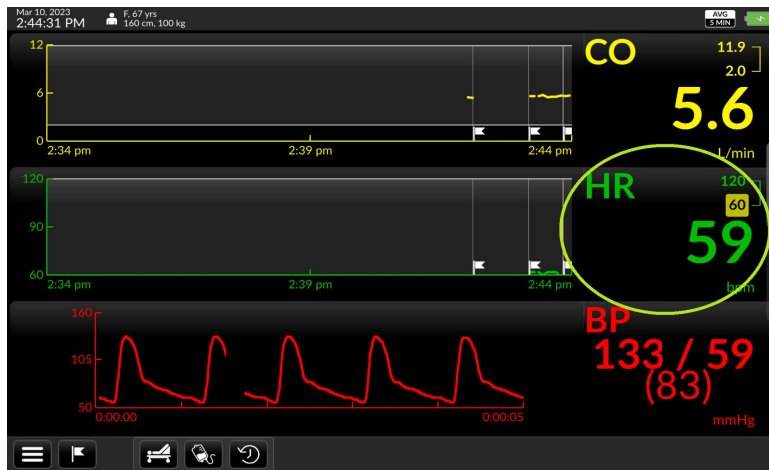 Mar 10, 2023
2:44:31 PM
F, 67 yrs
160 cm, 100 kg
AVG
5 MIN
12
6
0
2:34 pm
2:39 pm
2:44 pm
CO
11.9
2.0
5.6
L/min
120
90
60
2:34 pm
2:39 pm
2:44 pm
HR
120
60
59
bpm
160
105
50
0:00:00
0:00:05
BP
133 / 59
(83)
mmHg